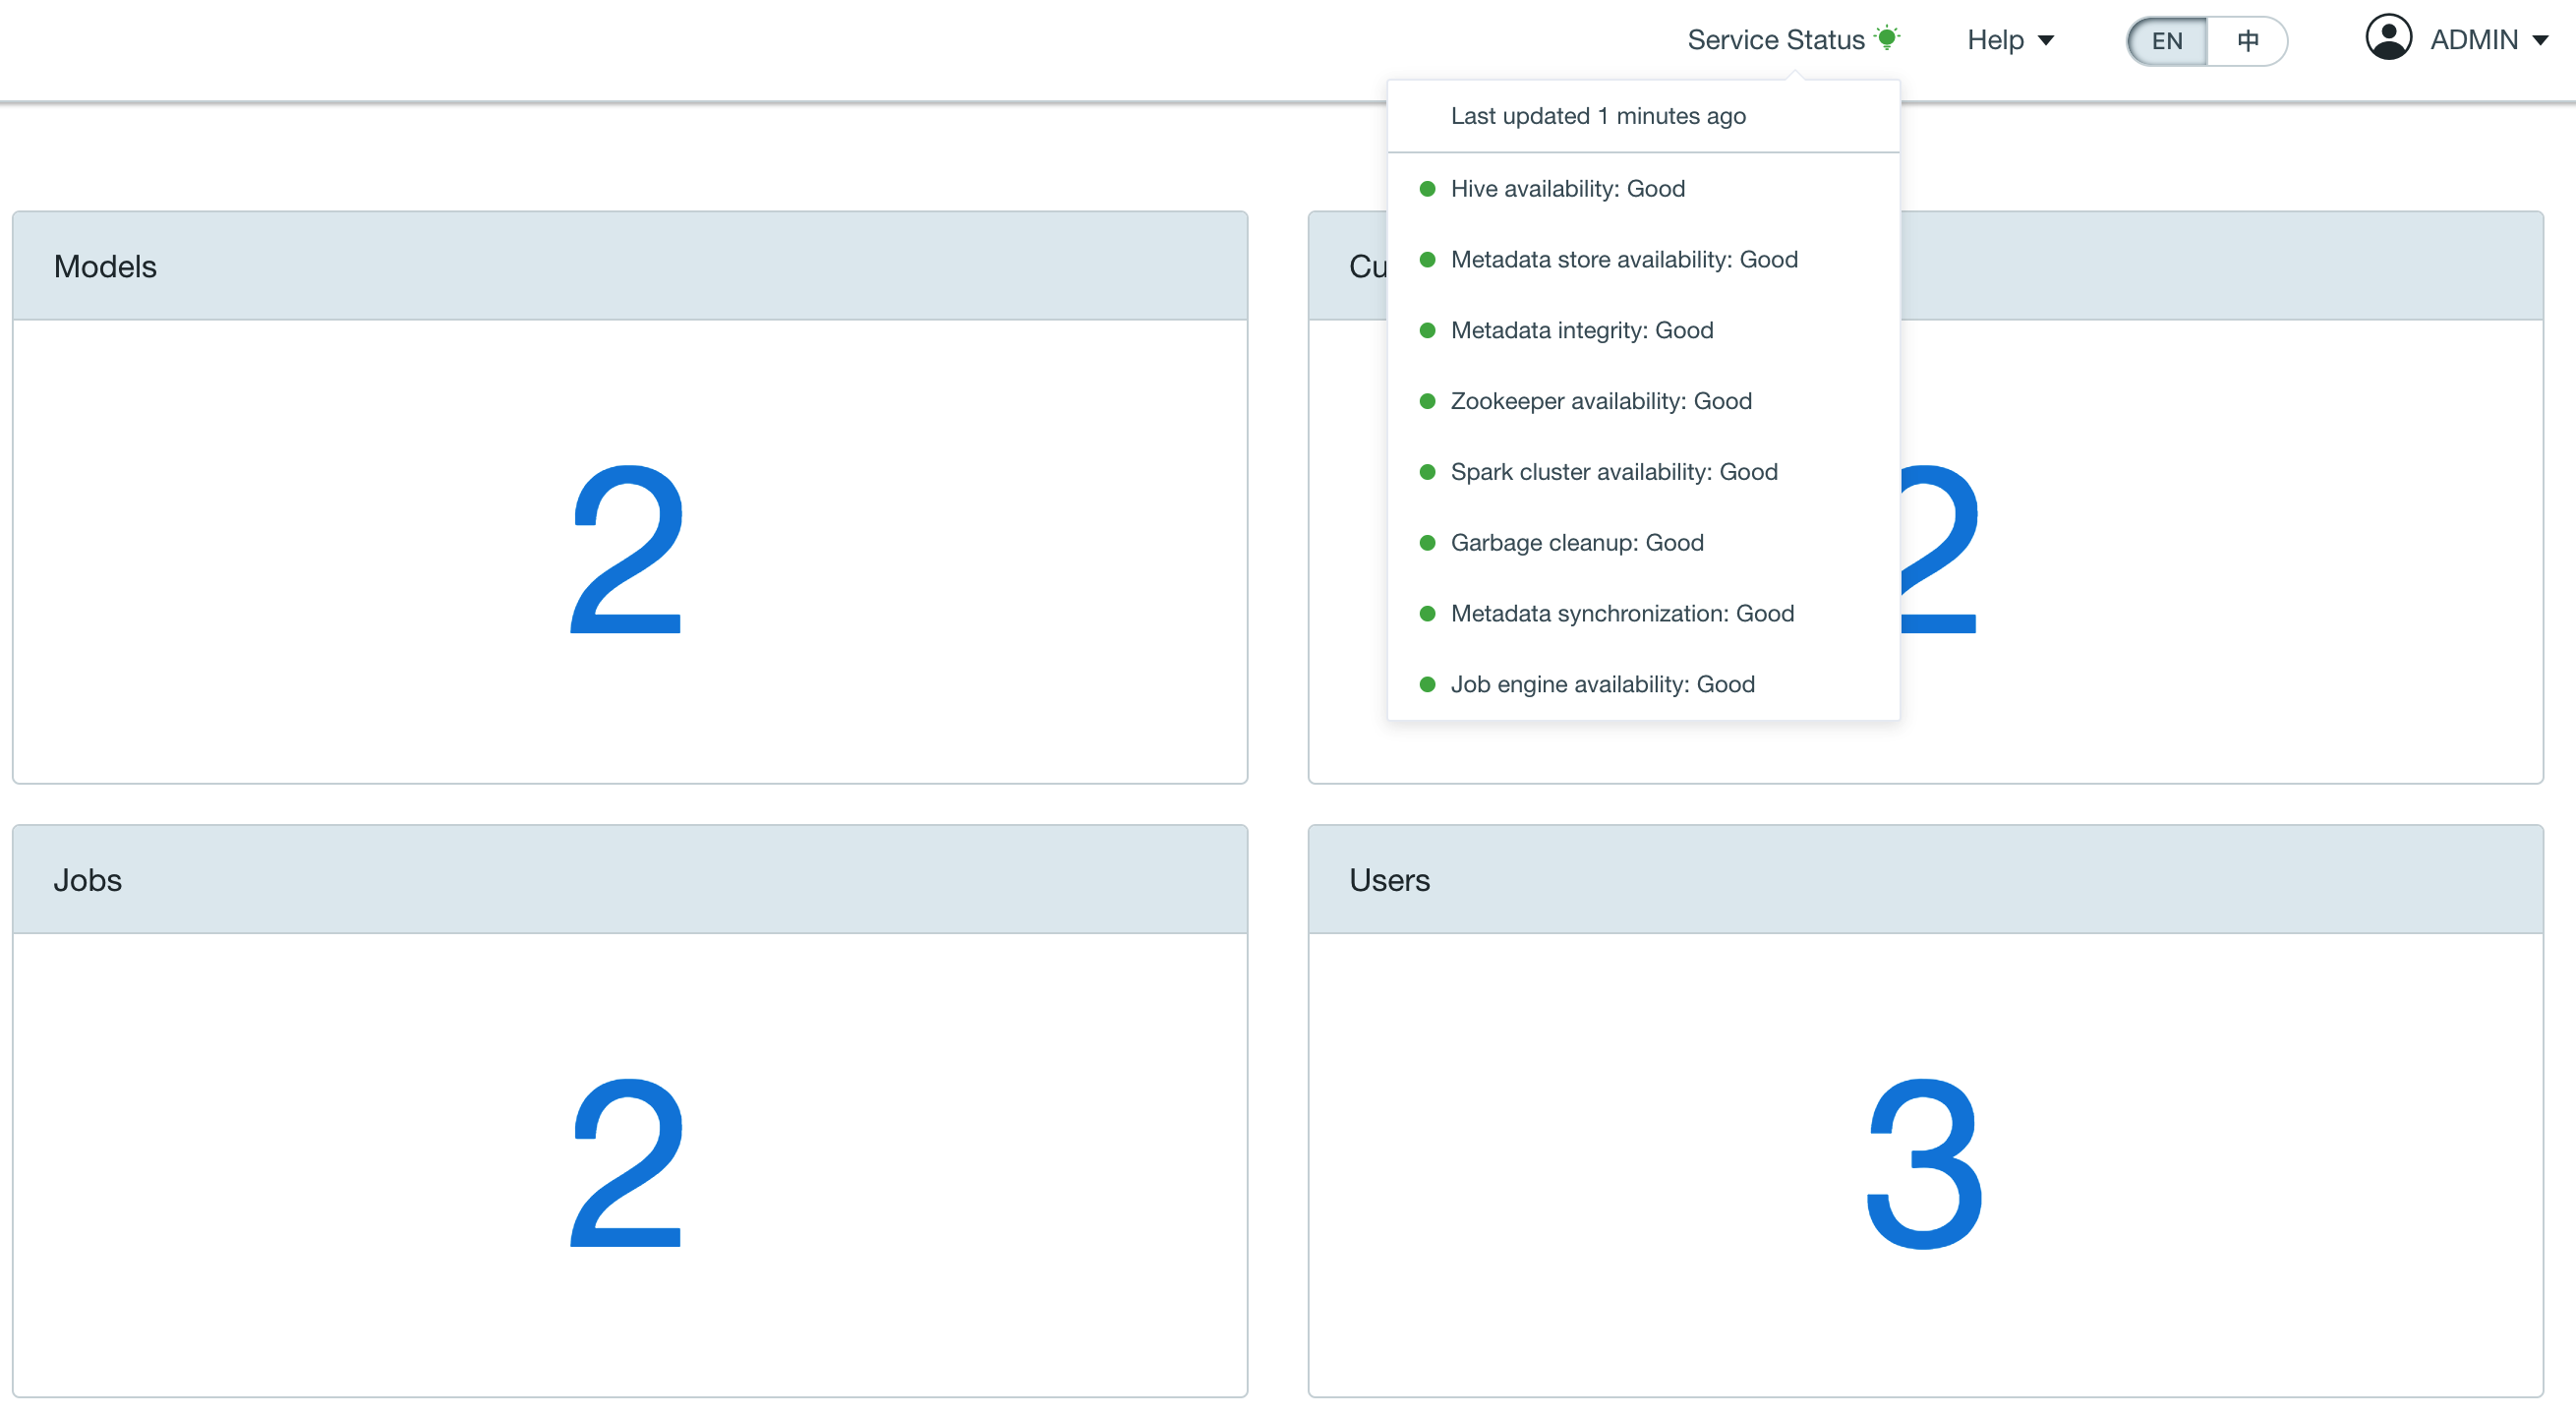 Service Status
Help
EN
中
ADMIN
Last updated 1 minutes ago
Hive availability: Good
Metadata store availability: Good
Metadata integrity: Good
Zookeeper availability: Good
Spark cluster availability: Good
Garbage cleanup: Good
Metadata synchronization: Good
Job engine availability: Good
Models
2
Cu
2
Jobs
2
Users
3